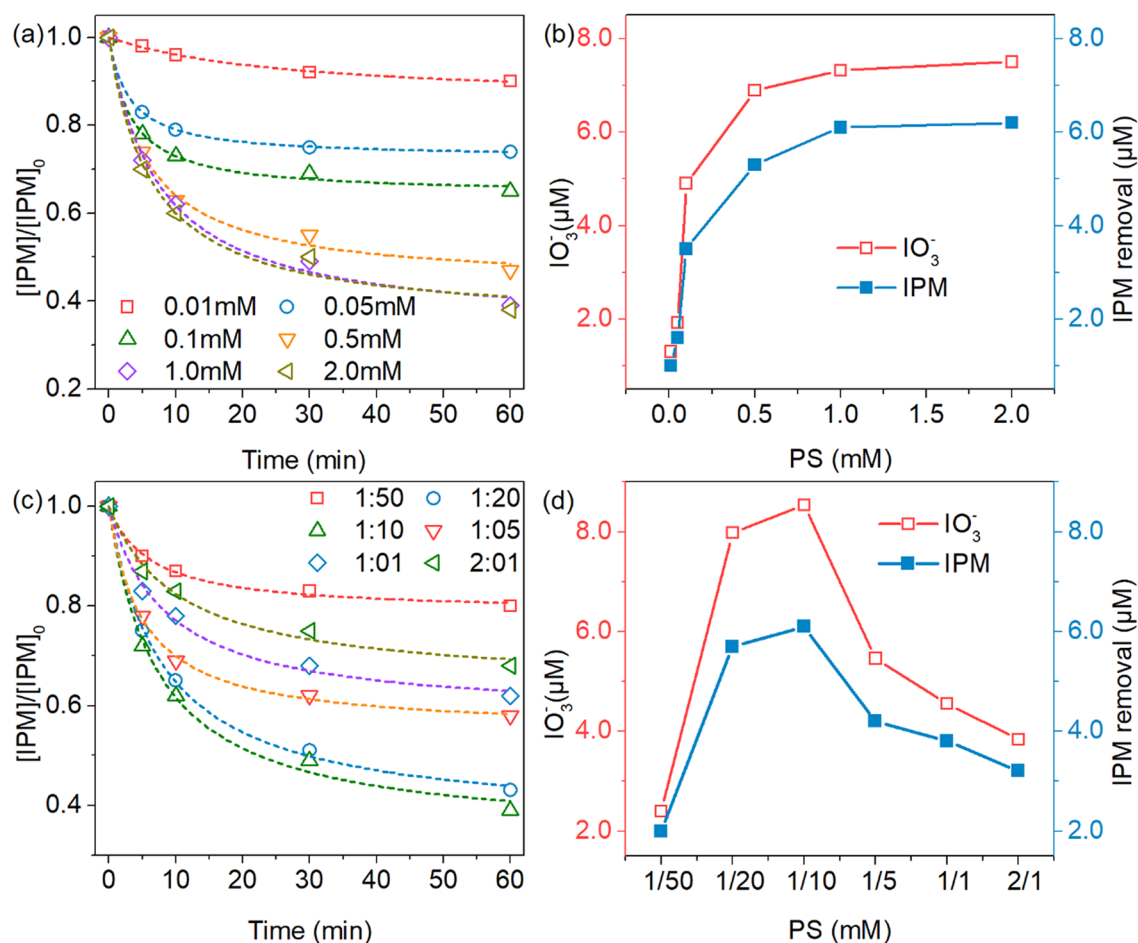 (a)
1.0
0.8
0.6
0.4
0.2
[IPM]/[IPM]₀
0.01mM 0.05mM
0.1mM 0.5mM
1.0mM 2.0mM
0 10 20 30 40 50 60
Time (min)
(b)
8.0
6.0
4.0
2.0
IO₃⁻(μM)
IO₃⁻
IPM
8.0
6.0
4.0
2.0
IPM removal (μM)
0.0 0.5 1.0 1.5 2.0
PS (mM)
(c)
1.0
0.8
0.6
0.4
[IPM]/[IPM]₀
1:50 1:20
1:10 1:05
1:01 2:01
0 10 20 30 40 50 60
Time (min)
(d)
8.0
6.0
4.0
2.0
IO₃⁻(μM)
IO₃⁻
IPM
8.0
6.0
4.0
2.0
IPM removal (μM)
1/50 1/20 1/10 1/5 1/1 2/1
PS (mM)